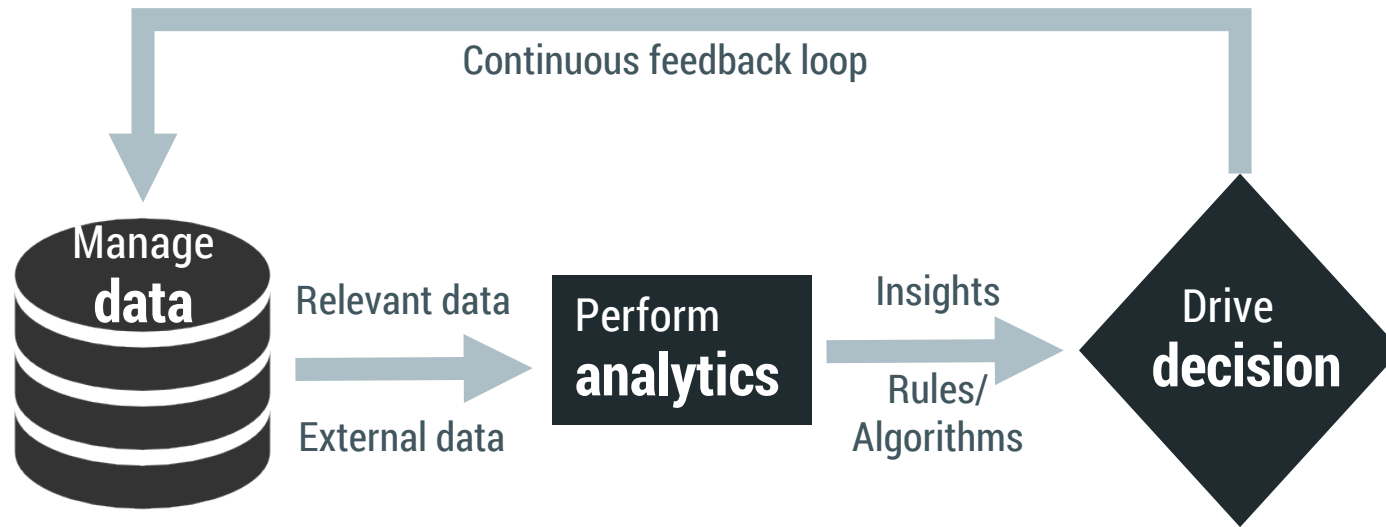 Continuous feedback loop
Manage
data
Relevant data
External data
Perform
analytics
Insights
Rules/
Algorithms
Drive
decision